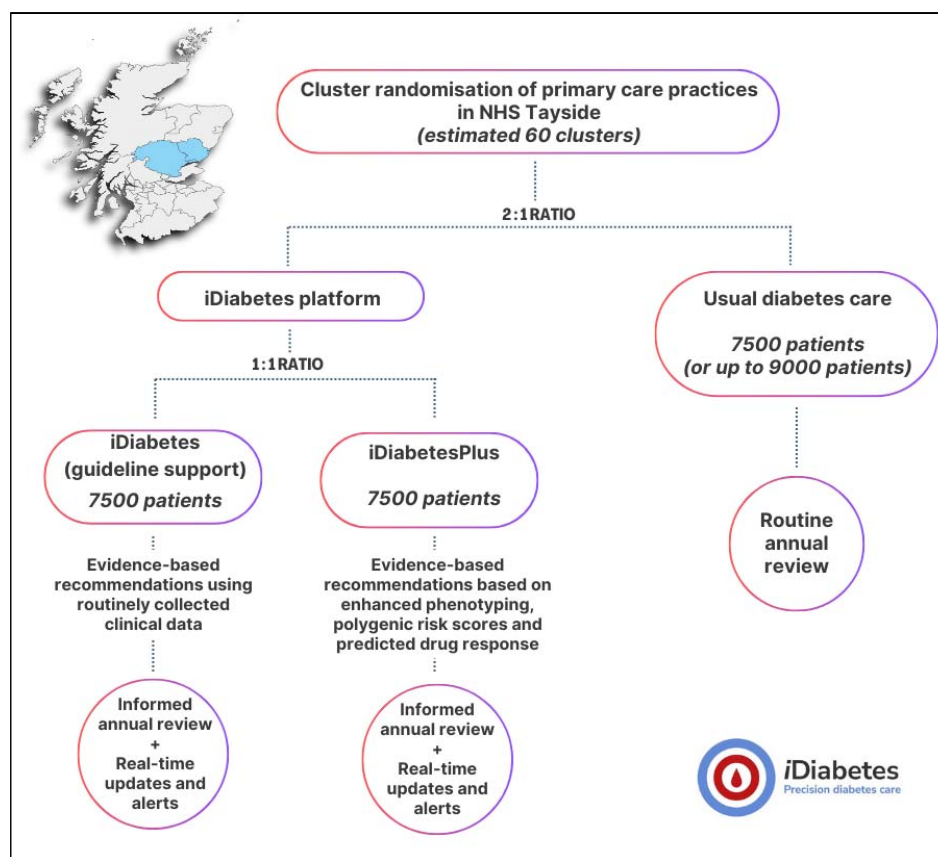 Cluster randomisation of primary care practices
in NHS Tayside
(estimated 60 clusters)
2:1RATIO
iDiabetes platform
Usual diabetes care
7500 patients
(or up to 9000 patients)
1:1RATIO
iDiabetes
(guideline support)
7500 patients
iDiabetesPlus
7500 patients
Routine
annual
review
Evidence-based
recommendations using
routinely collected
clinical data
Evidence-based
recommendations based on
enhanced phenotyping,
polygenic risk scores and
predicted drug response
Informed
annual review
+
Real-time
updates and
alerts
Informed
annual review
+
Real-time
updates and
alerts
iDiabetes
Precision diabetes care